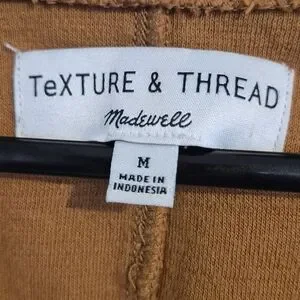 TeXTURE & THREAD
Madewell
M
MADE IN
INDONESIA